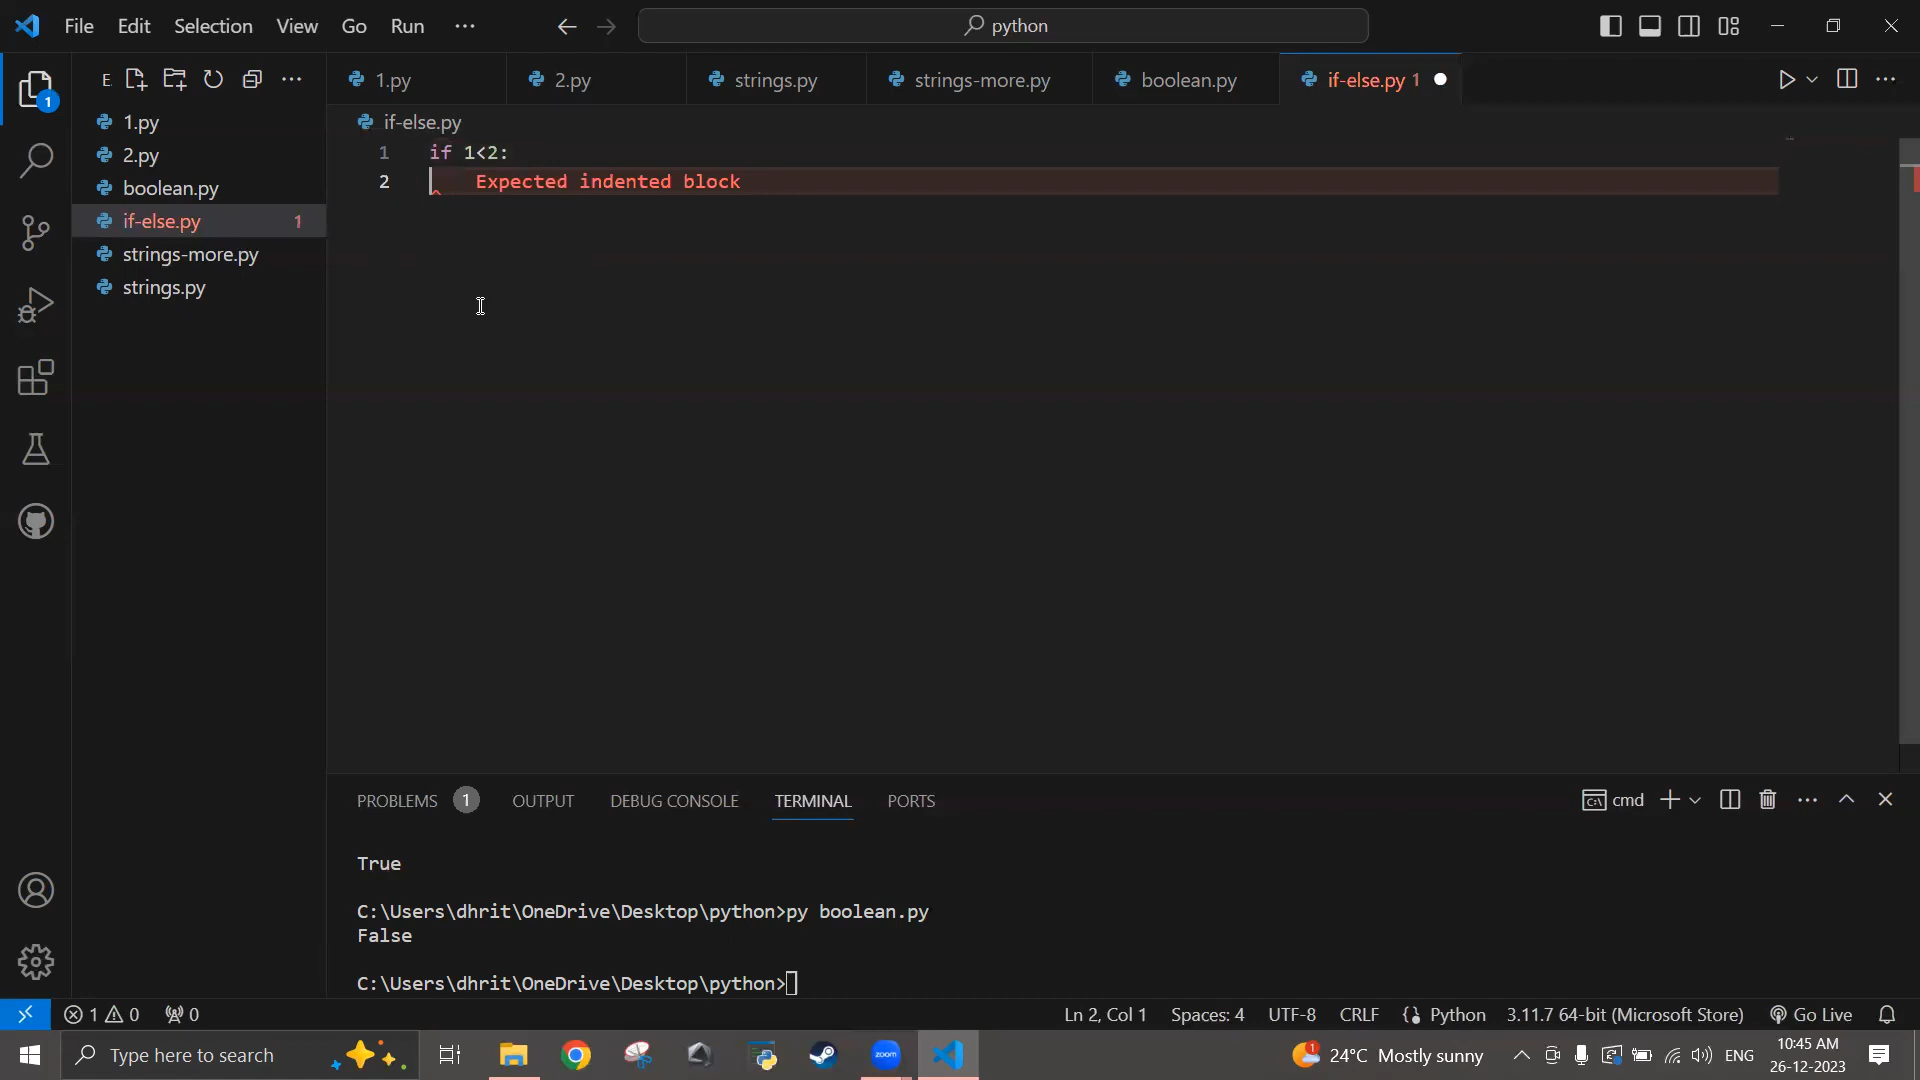 File Edit Selection View Go Run ··· python
E
1.py 2.py strings.py strings-more.py boolean.py if-else.py 1
1
1.py
2.py
boolean.py
if-else.py 1
strings-more.py
strings.py
if-else.py
1 if 1<2:
2 Expected indented block
PROBLEMS 1 OUTPUT DEBUG CONSOLE TERMINAL PORTS cmd
True
C:\Users\dhrit\OneDrive\Desktop\python>py boolean.py
False
C:\Users\dhrit\OneDrive\Desktop\python>
1 0 0 Ln 2, Col 1 Spaces: 4 UTF-8 CRLF Python 3.11.7 64-bit (Microsoft Store) Go Live
Type here to search zoom 1 24°C Mostly sunny ENG 10:45 AM
26-12-2023